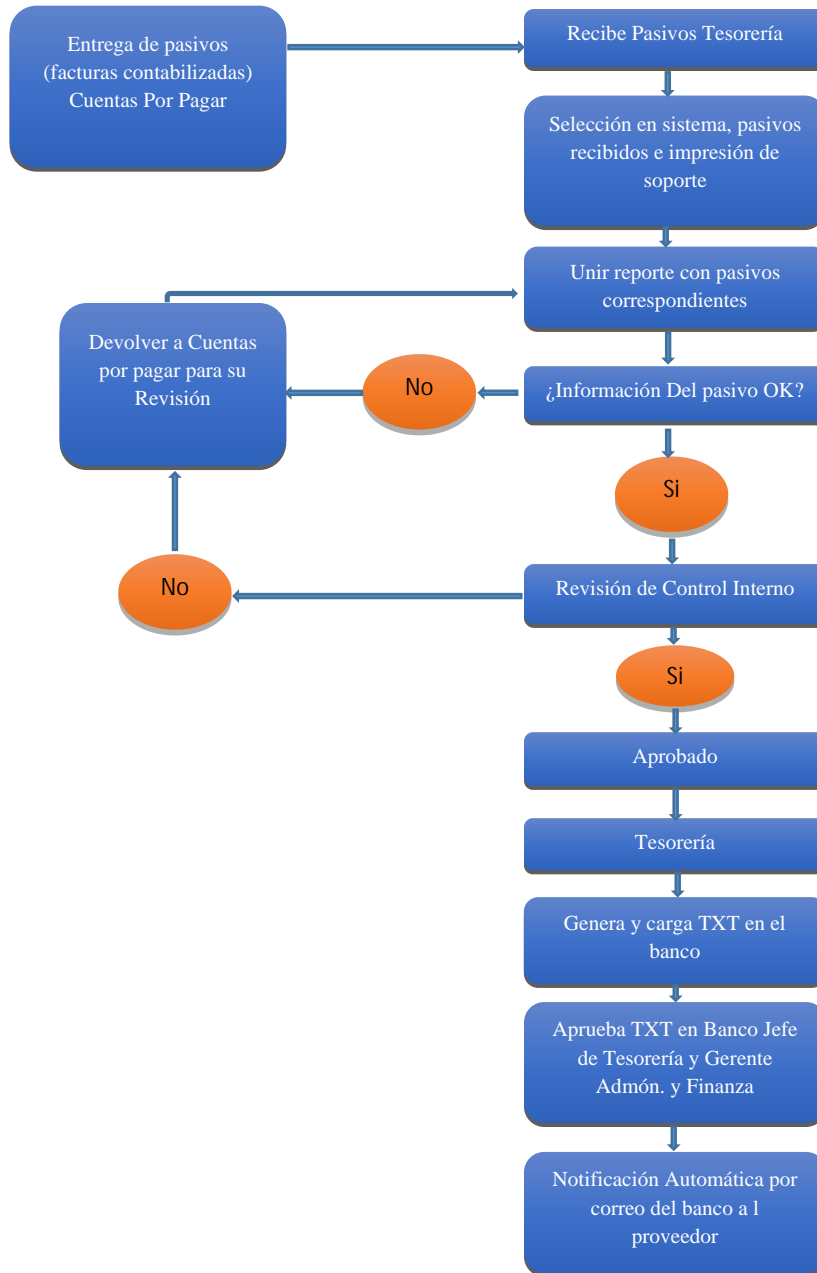 Entrega de pasivos
(facturas contabilizadas)
Cuentas Por Pagar
Recibe Pasivos Tesorería
Selección en sistema, pasivos
recibidos e impresión de
soporte
Unir reporte con pasivos
correspondientes
Devolver a Cuentas
por pagar para su
Revisión
No
¿Información Del pasivo OK?
Si
No
Revisión de Control Interno
Si
Aprobado
Tesorería
Genera y carga TXT en el
banco
Aprueba TXT en Banco Jefe
de Tesorería y Gerente
Admón. y Finanza
Notificación Automática por
correo del banco a l
proveedor